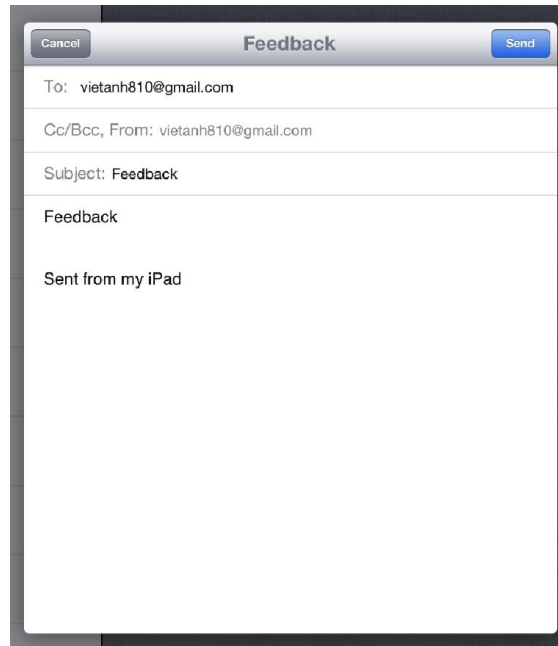 Cancel Feedback Send
To: vietanh810@gmail.com
Cc/Bcc, From: vietanh810@gmail.com
Subject: Feedback
Feedback
Sent from my iPad